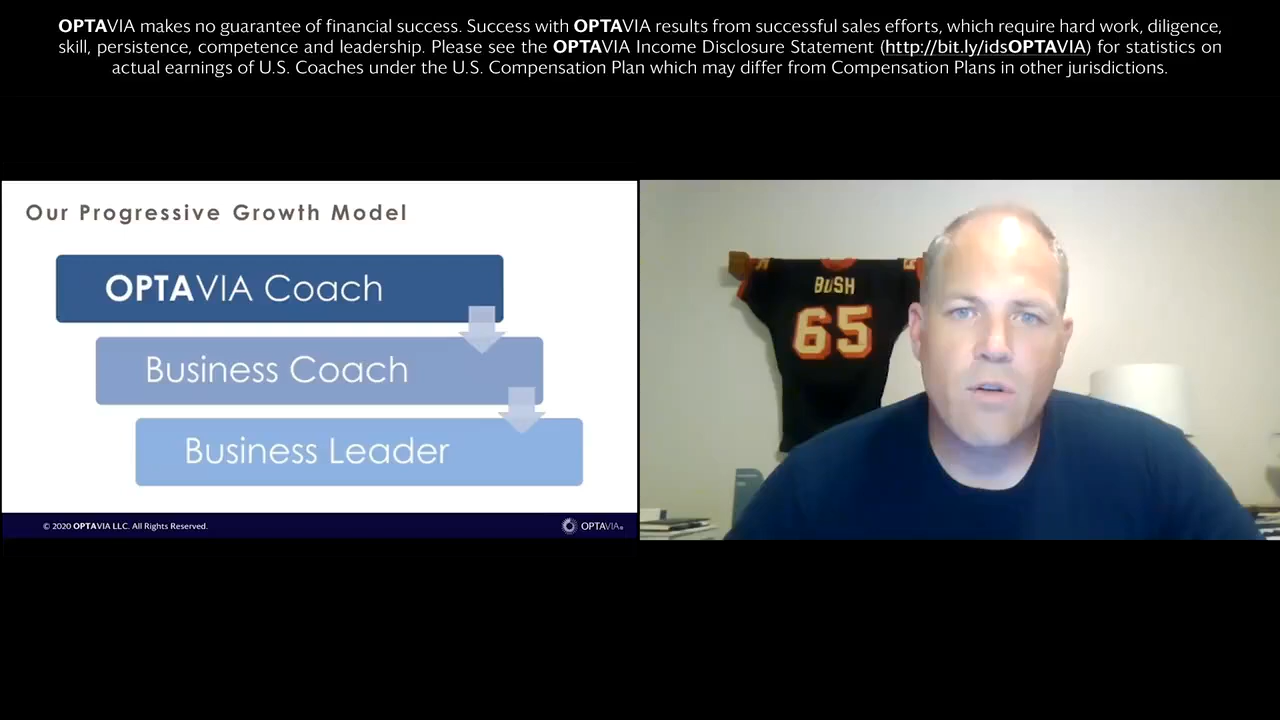 OPTAVIA makes no guarantee of financial success. Success with OPTAVIA results from successful sales efforts, which require hard work, diligence,
skill, persistence, competence and leadership. Please see the OPTAVIA Income Disclosure Statement (http://bit.ly/idsOPTAVIA) for statistics on
actual earnings of U.S. Coaches under the U.S. Compensation Plan which may differ from Compensation Plans in other jurisdictions.
Our Progressive Growth Model
OPTAVIA Coach
Business Coach
Business Leader
© 2020 OPTAVIA LLC. All Rights Reserved.
OPTAVIA®
BUSH
65